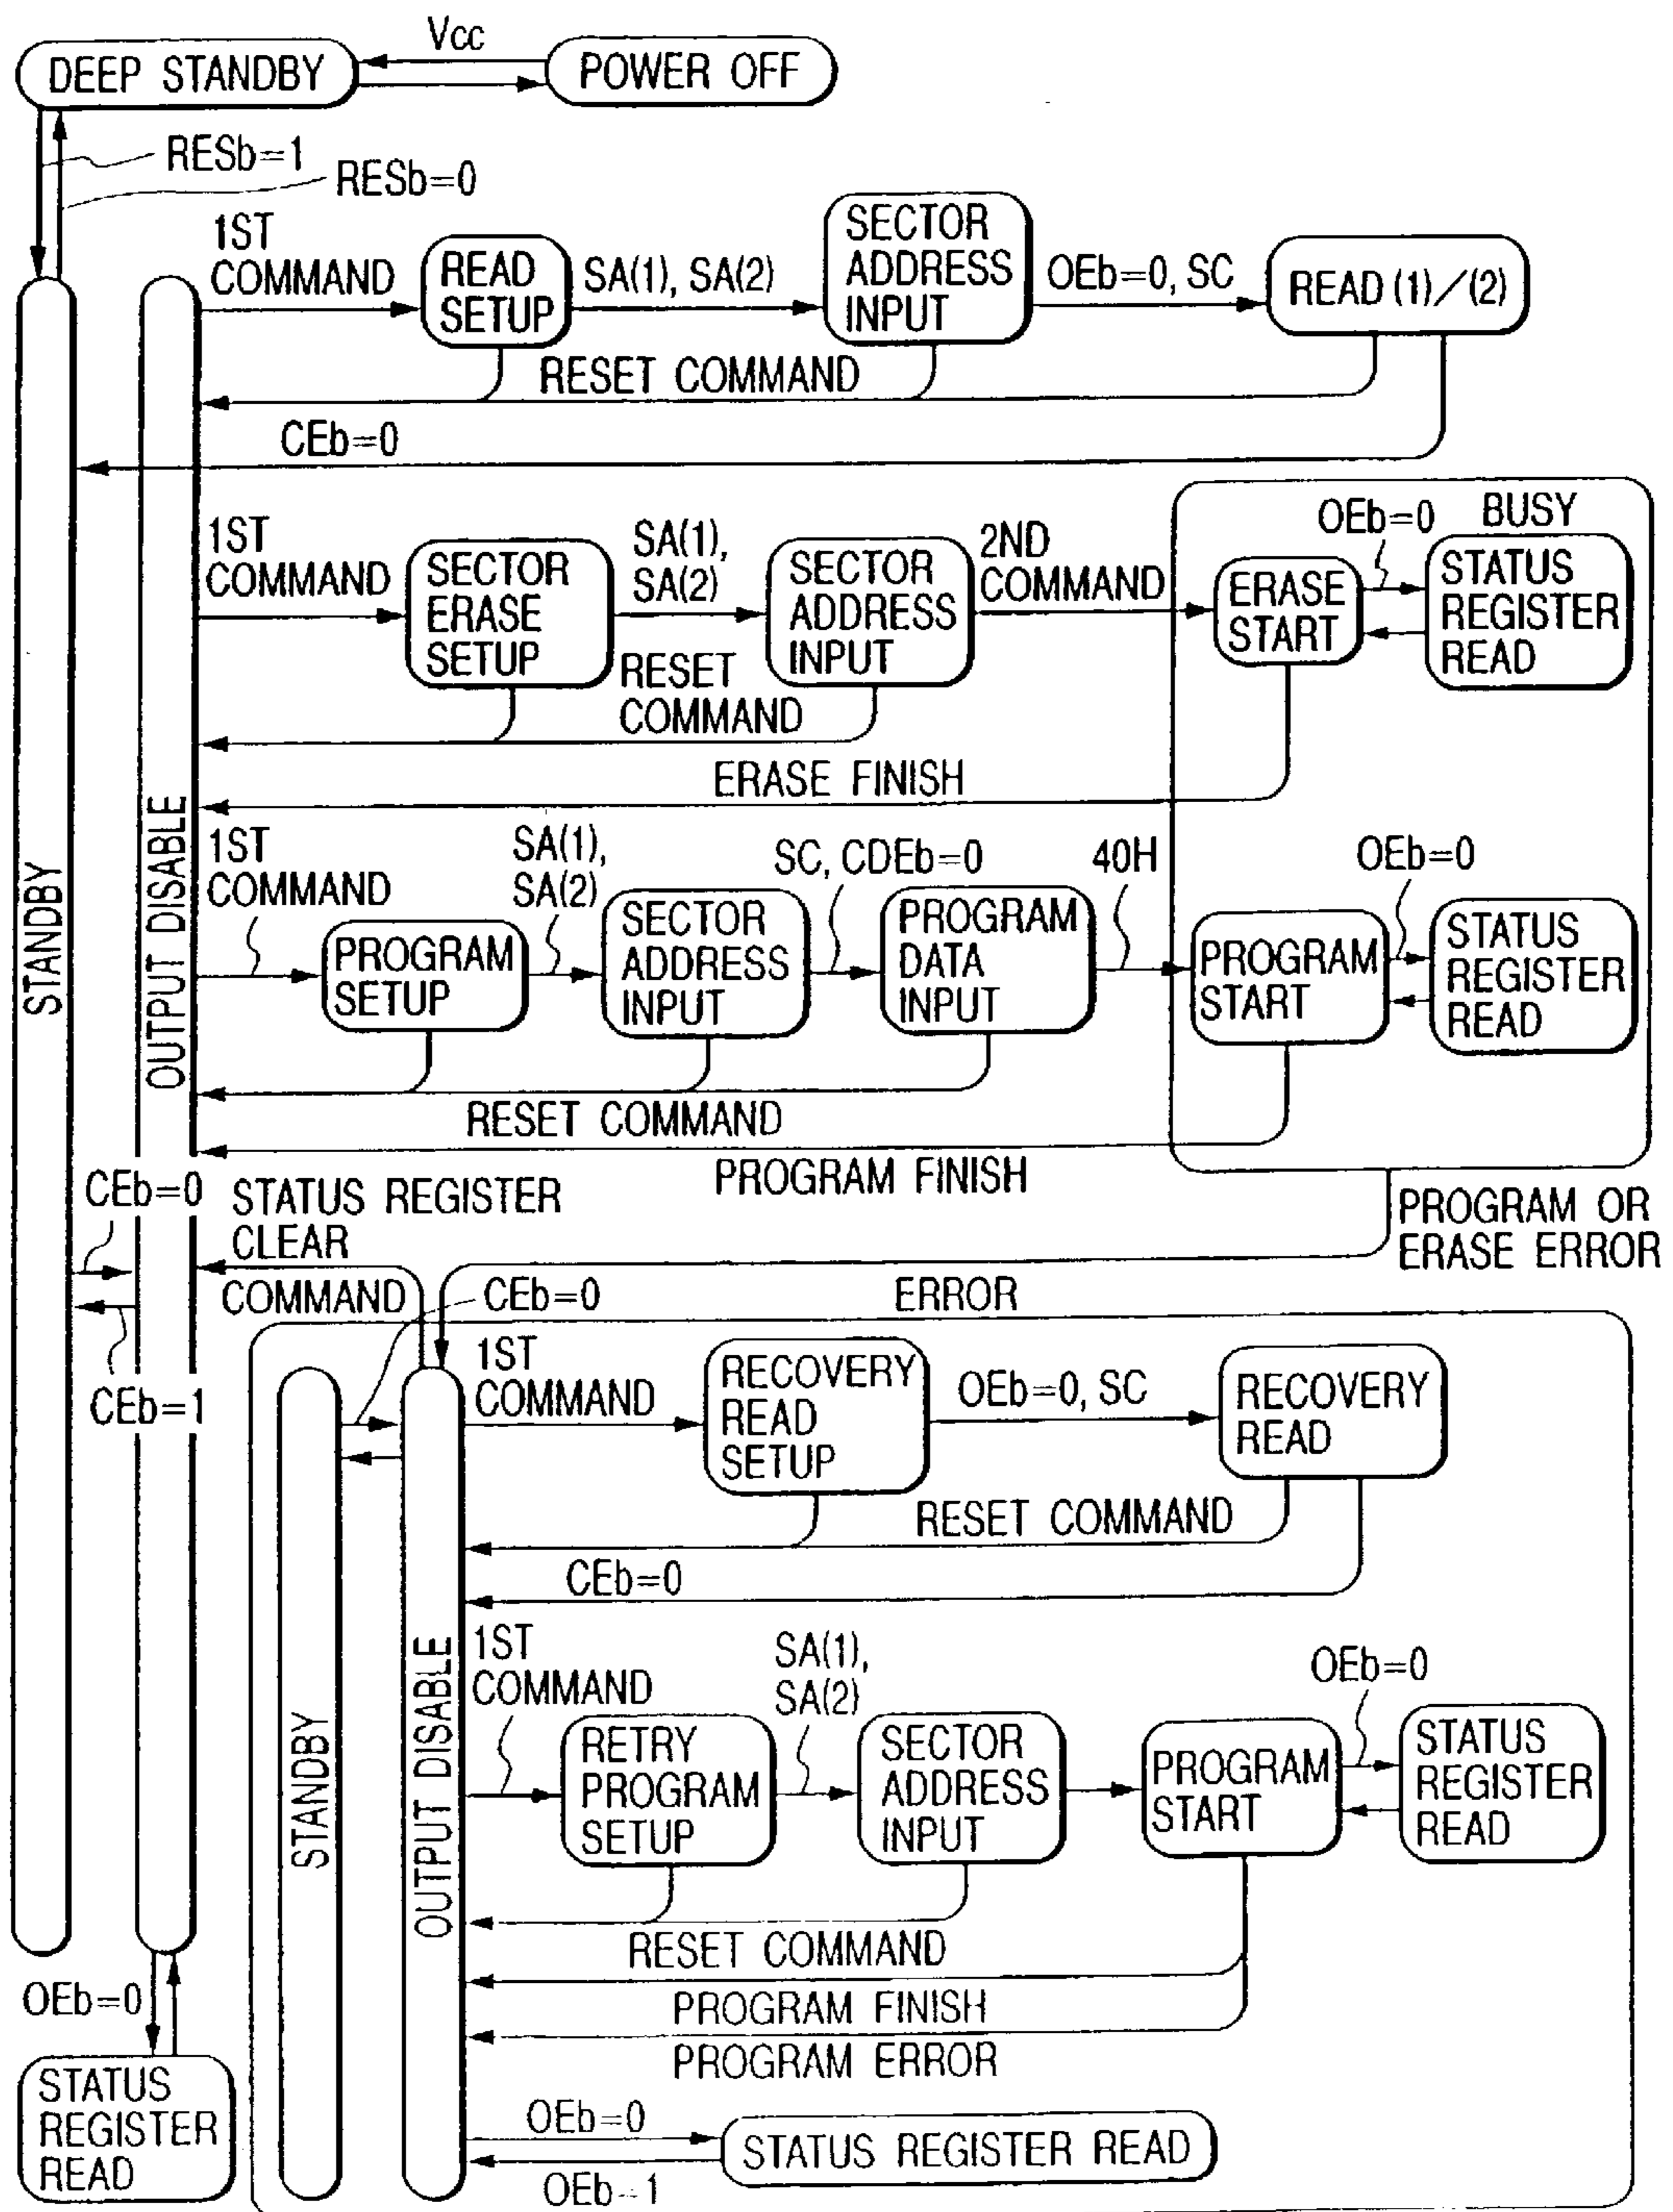 Vcc
DEEP STANDBY
POWER OFF
RESb=1
RESb=0
1ST
COMMAND
READ
SETUP
SA(1), SA(2)
SECTOR
ADDRESS
INPUT
OEb=0, SC
READ (1)/(2)
RESET COMMAND
CEb=0
1ST
COMMAND
SECTOR
ERASE
SETUP
SA(1),
SA(2)
SECTOR
ADDRESS
INPUT
2ND
COMMAND
OEb=0
BUSY
ERASE
START
STATUS
REGISTER
READ
RESET
COMMAND
ERASE FINISH
STANDBY
OUTPUT DISABLE
1ST
COMMAND
PROGRAM
SETUP
SA(1),
SA(2)
SECTOR
ADDRESS
INPUT
SC, CDEb=0
PROGRAM
DATA
INPUT
40H
PROGRAM
START
OEb=0
STATUS
REGISTER
READ
RESET COMMAND
PROGRAM FINISH
CEb=0
CEb=1
STATUS REGISTER
CLEAR
COMMAND
PROGRAM OR
ERASE ERROR
CEb=0
ERROR
STANDBY
OUTPUT DISABLE
1ST
COMMAND
RECOVERY
READ
SETUP
OEb=0, SC
RECOVERY
READ
RESET COMMAND
CEb=0
1ST
COMMAND
RETRY
PROGRAM
SETUP
SA(1),
SA(2)
SECTOR
ADDRESS
INPUT
PROGRAM
START
OEb=0
STATUS
REGISTER
READ
RESET COMMAND
PROGRAM FINISH
PROGRAM ERROR
OEb=0
STATUS REGISTER READ
OEb=1
OEb=0
STATUS
REGISTER
READ